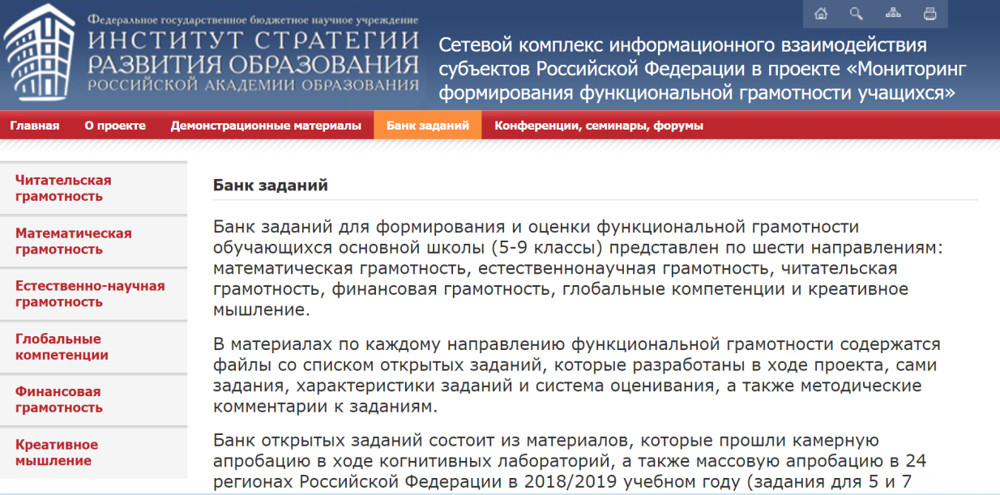 Федеральное государственное бюджетное научное учреждение
ИНСТИТУТ СТРАТЕГИИ
РАЗВИТИЯ ОБРАЗОВАНИЯ
РОССИЙСКОЙ АКАДЕМИИ ОБРАЗОВАНИЯ
Сетевой комплекс информационного взаимодействия
субъектов Российской Федерации в проекте «Мониторинг
формирования функциональной грамотности учащихся»
Главная О проекте Демонстрационные материалы Банк заданий Конференции, семинары, форумы
Читательская
грамотность
Математическая
грамотность
Естественно-научная
грамотность
Глобальные
компетенции
Финансовая
грамотность
Креативное
мышление
Банк заданий
Банк заданий для формирования и оценки функциональной грамотности
обучающихся основной школы (5-9 классы) представлен по шести направлениям:
математическая грамотность, естественнонаучная грамотность, читательская
грамотность, финансовая грамотность, глобальные компетенции и креативное
мышление.
В материалах по каждому направлению функциональной грамотности содержатся
файлы со списком открытых заданий, которые разработаны в ходе проекта, сами
задания, характеристики заданий и система оценивания, а также методические
комментарии к заданиям.
Банк открытых заданий состоит из материалов, которые прошли камерную
апробацию в ходе когнитивных лабораторий, а также массовую апробацию в 24
регионах Российской Федерации в 2018/2019 учебном году (задания для 5 и 7